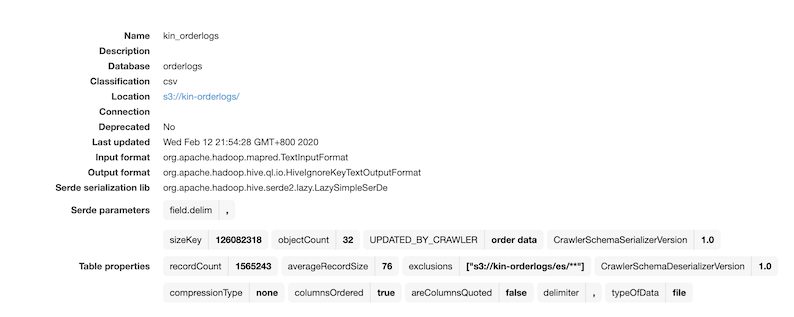 Name kin_orderlogs
Description
Database orderlogs
Classification csv
Location s3://kin-orderlogs/
Connection
Deprecated No
Last updated Wed Feb 12 21:54:28 GMT+800 2020
Input format org.apache.hadoop.mapred.TextInputFormat
Output format org.apache.hadoop.hive.ql.io.HiveIgnoreKeyTextOutputFormat
Serde serialization lib org.apache.hadoop.hive.serde2.lazy.LazySimpleSerDe
Serde parameters field.delim ,
sizeKey 126082318 objectCount 32 UPDATED_BY_CRAWLER order data CrawlerSchemaSerializerVersion 1.0
Table properties recordCount 1565243 averageRecordSize 76 exclusions ["s3://kin-orderlogs/es/**"] CrawlerSchemaDeserializerVersion 1.0
compressionType none columnsOrdered true areColumnsQuoted false delimiter , typeOfData file